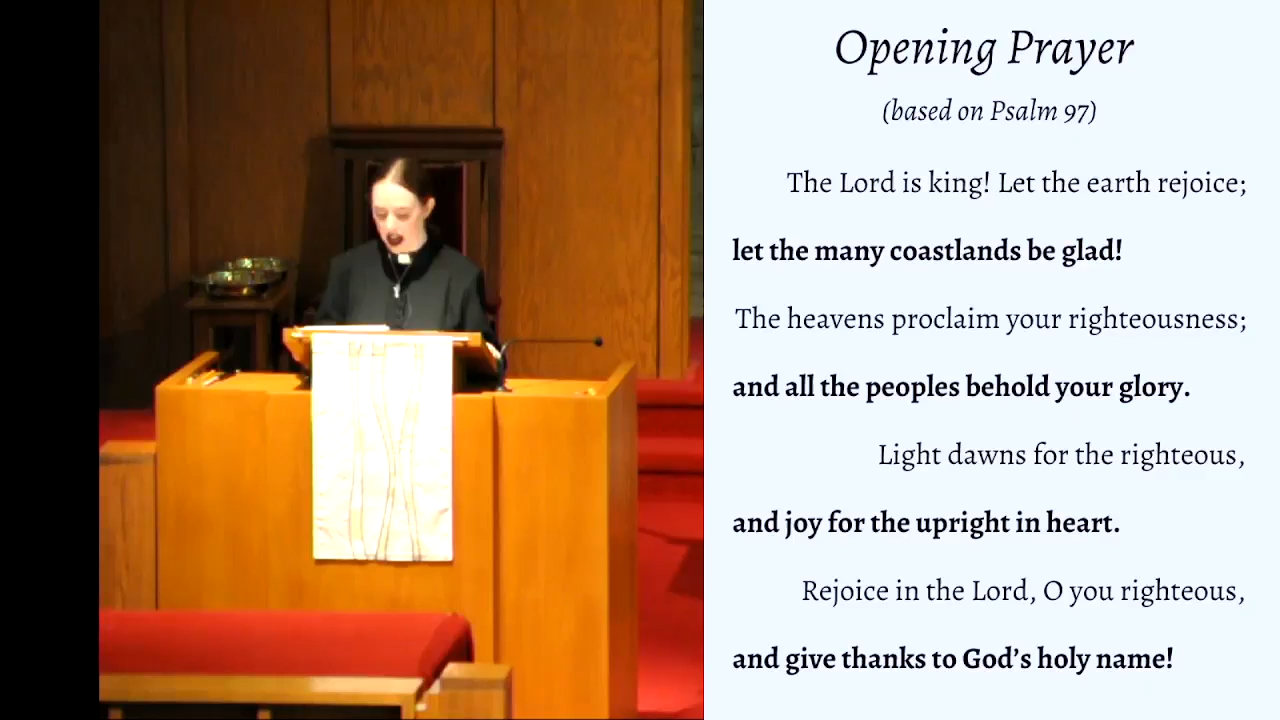 Opening Prayer
(based on Psalm 97)
The Lord is king! Let the earth rejoice;
let the many coastlands be glad!
The heavens proclaim your righteousness;
and all the peoples behold your glory.
Light dawns for the righteous,
and joy for the upright in heart.
Rejoice in the Lord, O you righteous,
and give thanks to God’s holy name!